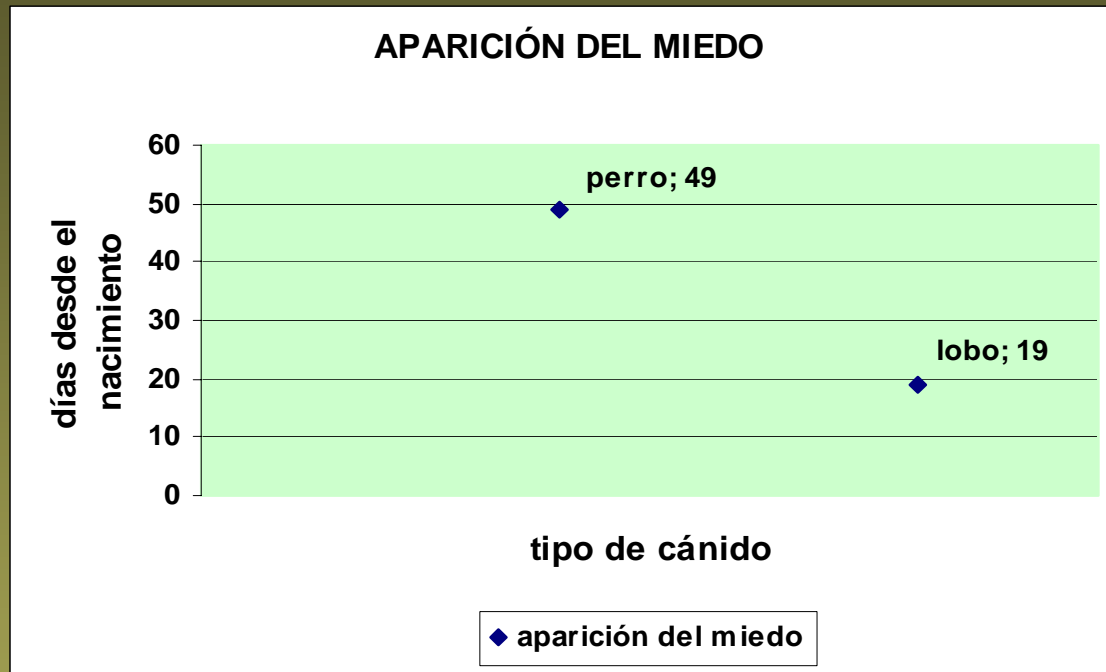 APARICIÓN DEL MIEDO
60
50
40
30
20
10
0
días desde el
nacimiento
perro; 49
lobo; 19
tipo de cánido
aparición del miedo